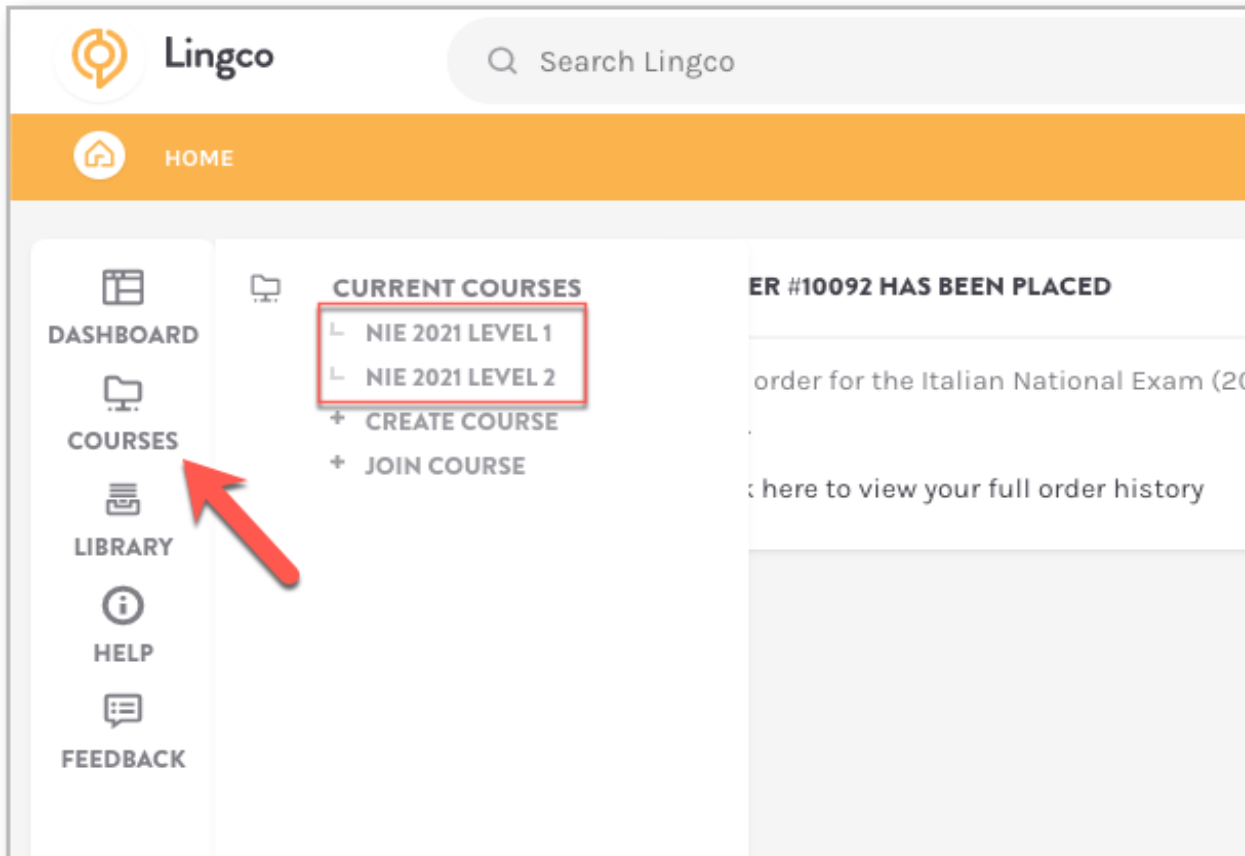 Lingco
Search Lingco
HOME
DASHBOARD
COURSES
LIBRARY
HELP
FEEDBACK
CURRENT COURSES
NIE 2021 LEVEL 1
NIE 2021 LEVEL 2
+ CREATE COURSE
+ JOIN COURSE
#10092 HAS BEEN PLACED
order for the Italian National Exam
here to view your full order history